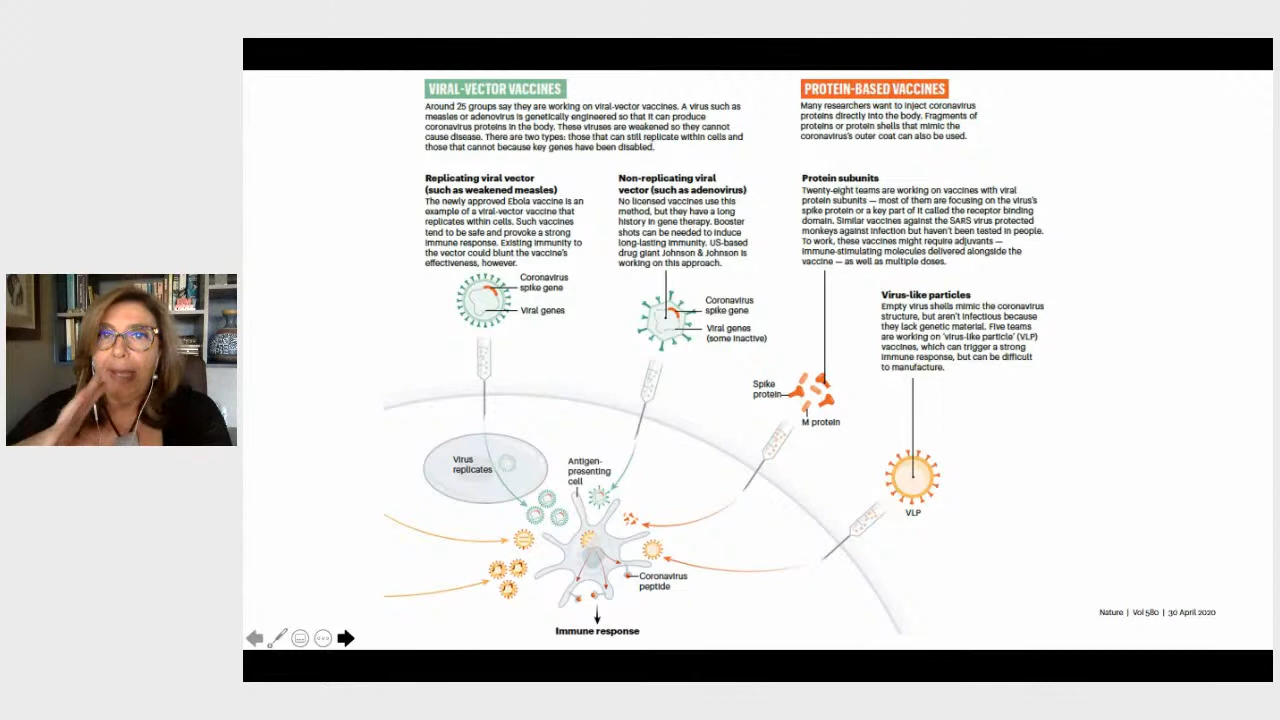 VIRAL-VECTOR VACCINES
Around 25 groups say they are working on viral-vector vaccines. A virus such as
measles or adenovirus is genetically engineered so that it can produce
coronavirus proteins in the body. These viruses are weakened so they cannot
cause disease. There are two types: those that can still replicate within cells and
those that cannot because key genes have been disabled.
Replicating viral vector
(such as weakened measles)
The newly approved Ebola vaccine is an
example of a viral-vector vaccine that
replicates within cells. Such vaccines
tend to be safe and provoke a strong
immune response. Existing immunity to
the vector could blunt the vaccine's
effectiveness, however.
Coronavirus
spike gene
Viral genes
Non-replicating viral
vector (such as adenovirus)
No licensed vaccines use this
method, but they have a long
history in gene therapy. Booster
shots can be needed to induce
long-lasting immunity. US-based
drug giant Johnson & Johnson is
working on this approach.
Coronavirus
spike gene
Viral genes
(some inactive)
PROTEIN-BASED VACCINES
Many researchers want to inject coronavirus
proteins directly into the body. Fragments of
proteins or protein shells that mimic the
coronavirus's outer coat can also be used.
Protein subunits
Twenty-eight teams are working on vaccines with viral
protein subunits — most of them are focusing on the virus's
spike protein or a key part of it called the receptor binding
domain. Similar vaccines against the SARS virus protected
monkeys against infection but haven't been tested in people.
To work, these vaccines might require adjuvants —
immune-stimulating molecules delivered alongside the
vaccine — as well as multiple doses.
Virus-like particles
Empty virus shells mimic the coronavirus
structure, but aren't infectious because
they lack genetic material. Five teams
are working on 'virus-like particle' (VLP)
vaccines, which can trigger a strong
immune response, but can be difficult
to manufacture.
Spike
protein
M protein
Virus
replicates
Antigen-
presenting
cell
VLP
Coronavirus
peptide
Immune response
Nature | Vol 580 | 30 April 2020